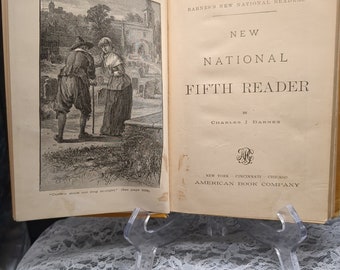 BARNES'S NEW NATIONAL READERS
NEW
NATIONAL
FIFTH READER
BY
CHARLES J. BARNES
NEW YORK · CINCINNATI · CHICAGO
AMERICAN BOOK COMPANY